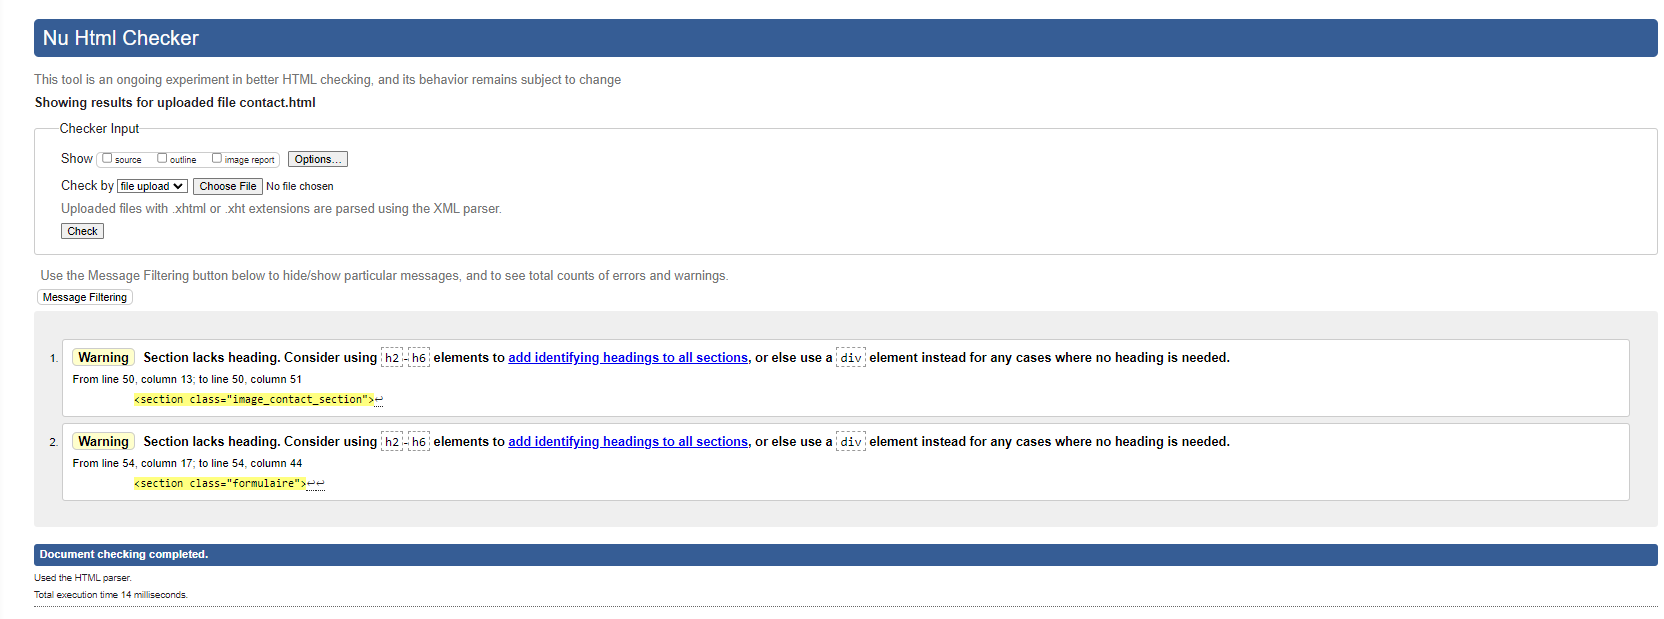 Nu Html Checker
This tool is an ongoing experiment in better HTML checking, and its behavior remains subject to change
Showing results for uploaded file contact.html
Checker Input
Show source outline image report Options...
Check by file upload Choose File No file chosen
Uploaded files with .xhtml or .xht extensions are parsed using the XML parser.
Check
Use the Message Filtering button below to hide/show particular messages, and to see total counts of errors and warnings.
Message Filtering
1. Warning Section lacks heading. Consider using h2-h6 elements to add identifying headings to all sections, or else use a div element instead for any cases where no heading is needed.
From line 50, column 13; to line 50, column 51
<section class="image_contact_section">↩
2. Warning Section lacks heading. Consider using h2-h6 elements to add identifying headings to all sections, or else use a div element instead for any cases where no heading is needed.
From line 54, column 17; to line 54, column 44
<section class="formulaire">↩↩
Document checking completed.
Used the HTML parser.
Total execution time 14 milliseconds.